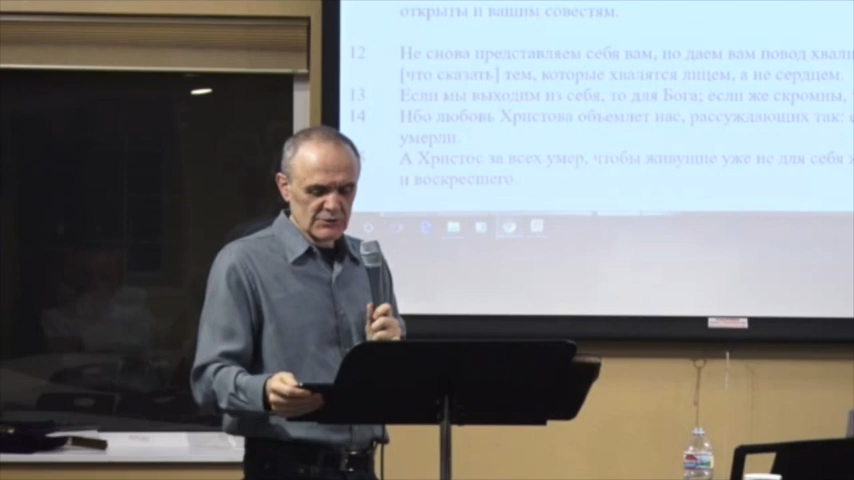 открыты и вашим совестям.
12 Не снова представляем себя вам, но даем вам повод хвали
[что сказать] тем, которые хвалятся лицем, а не сердцем.
13 Если мы выходим из себя, то для Бога; если же скромны,
14 Ибо любовь Христова объемлет нас, рассуждающих так:
умерли.
А Христос за всех умер, чтобы живущие уже не для себя
и воскресшего.